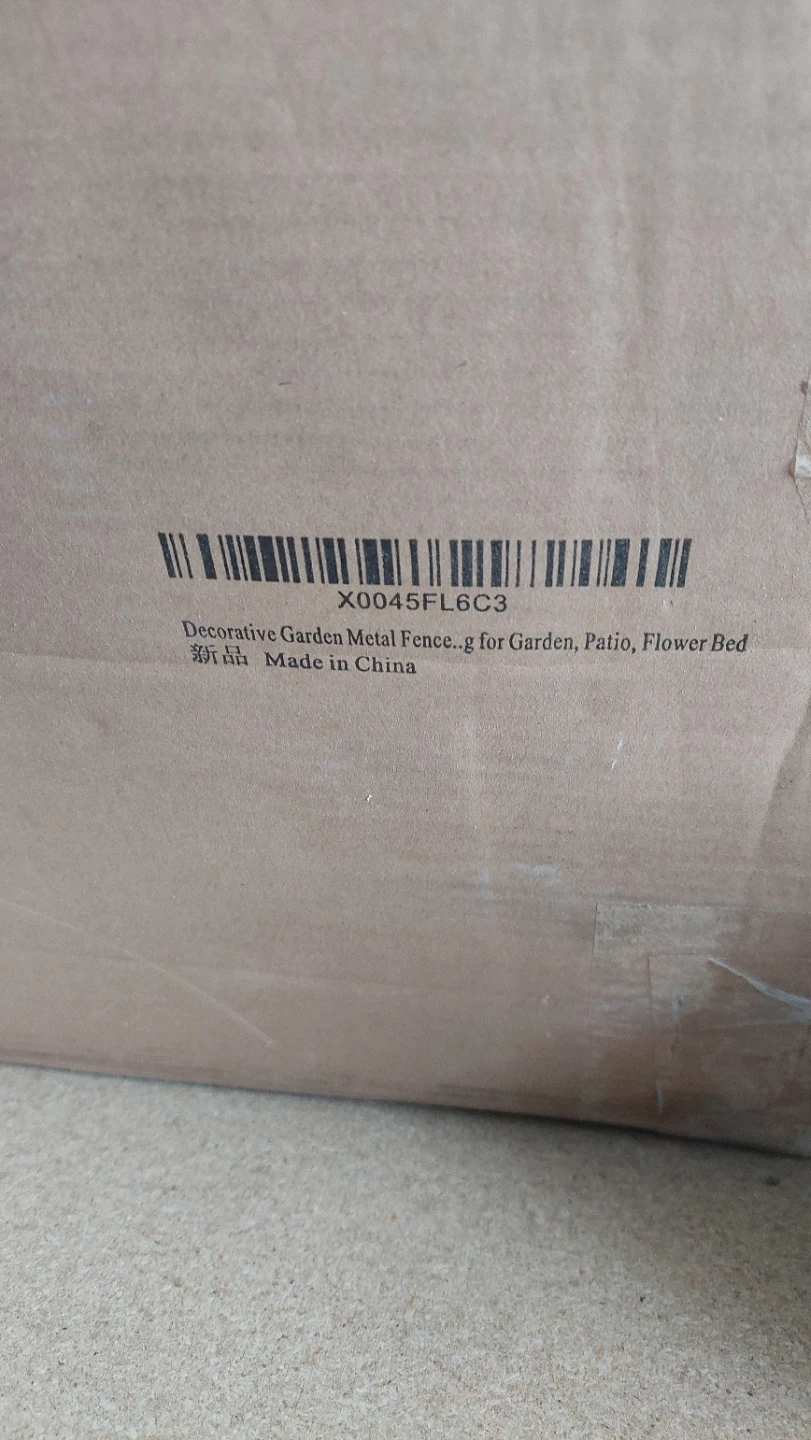 X0045FL6C3
Decorative Garden Metal Fence..g for Garden, Patio, Flower Bed
新品 Made in China